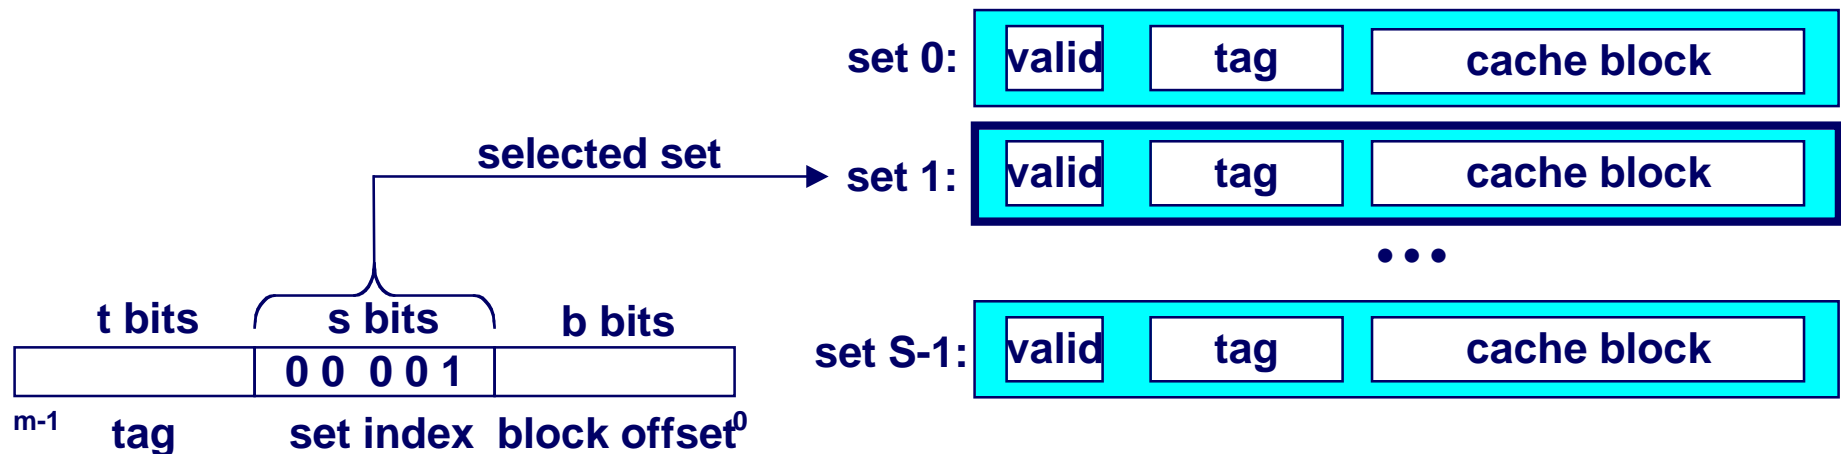 set 0: valid tag cache block
selected set
set 1: valid tag cache block
• • •
t bits s bits b bits
0 0 0 0 1
set S-1: valid tag cache block
m-1 tag set index block offset 0